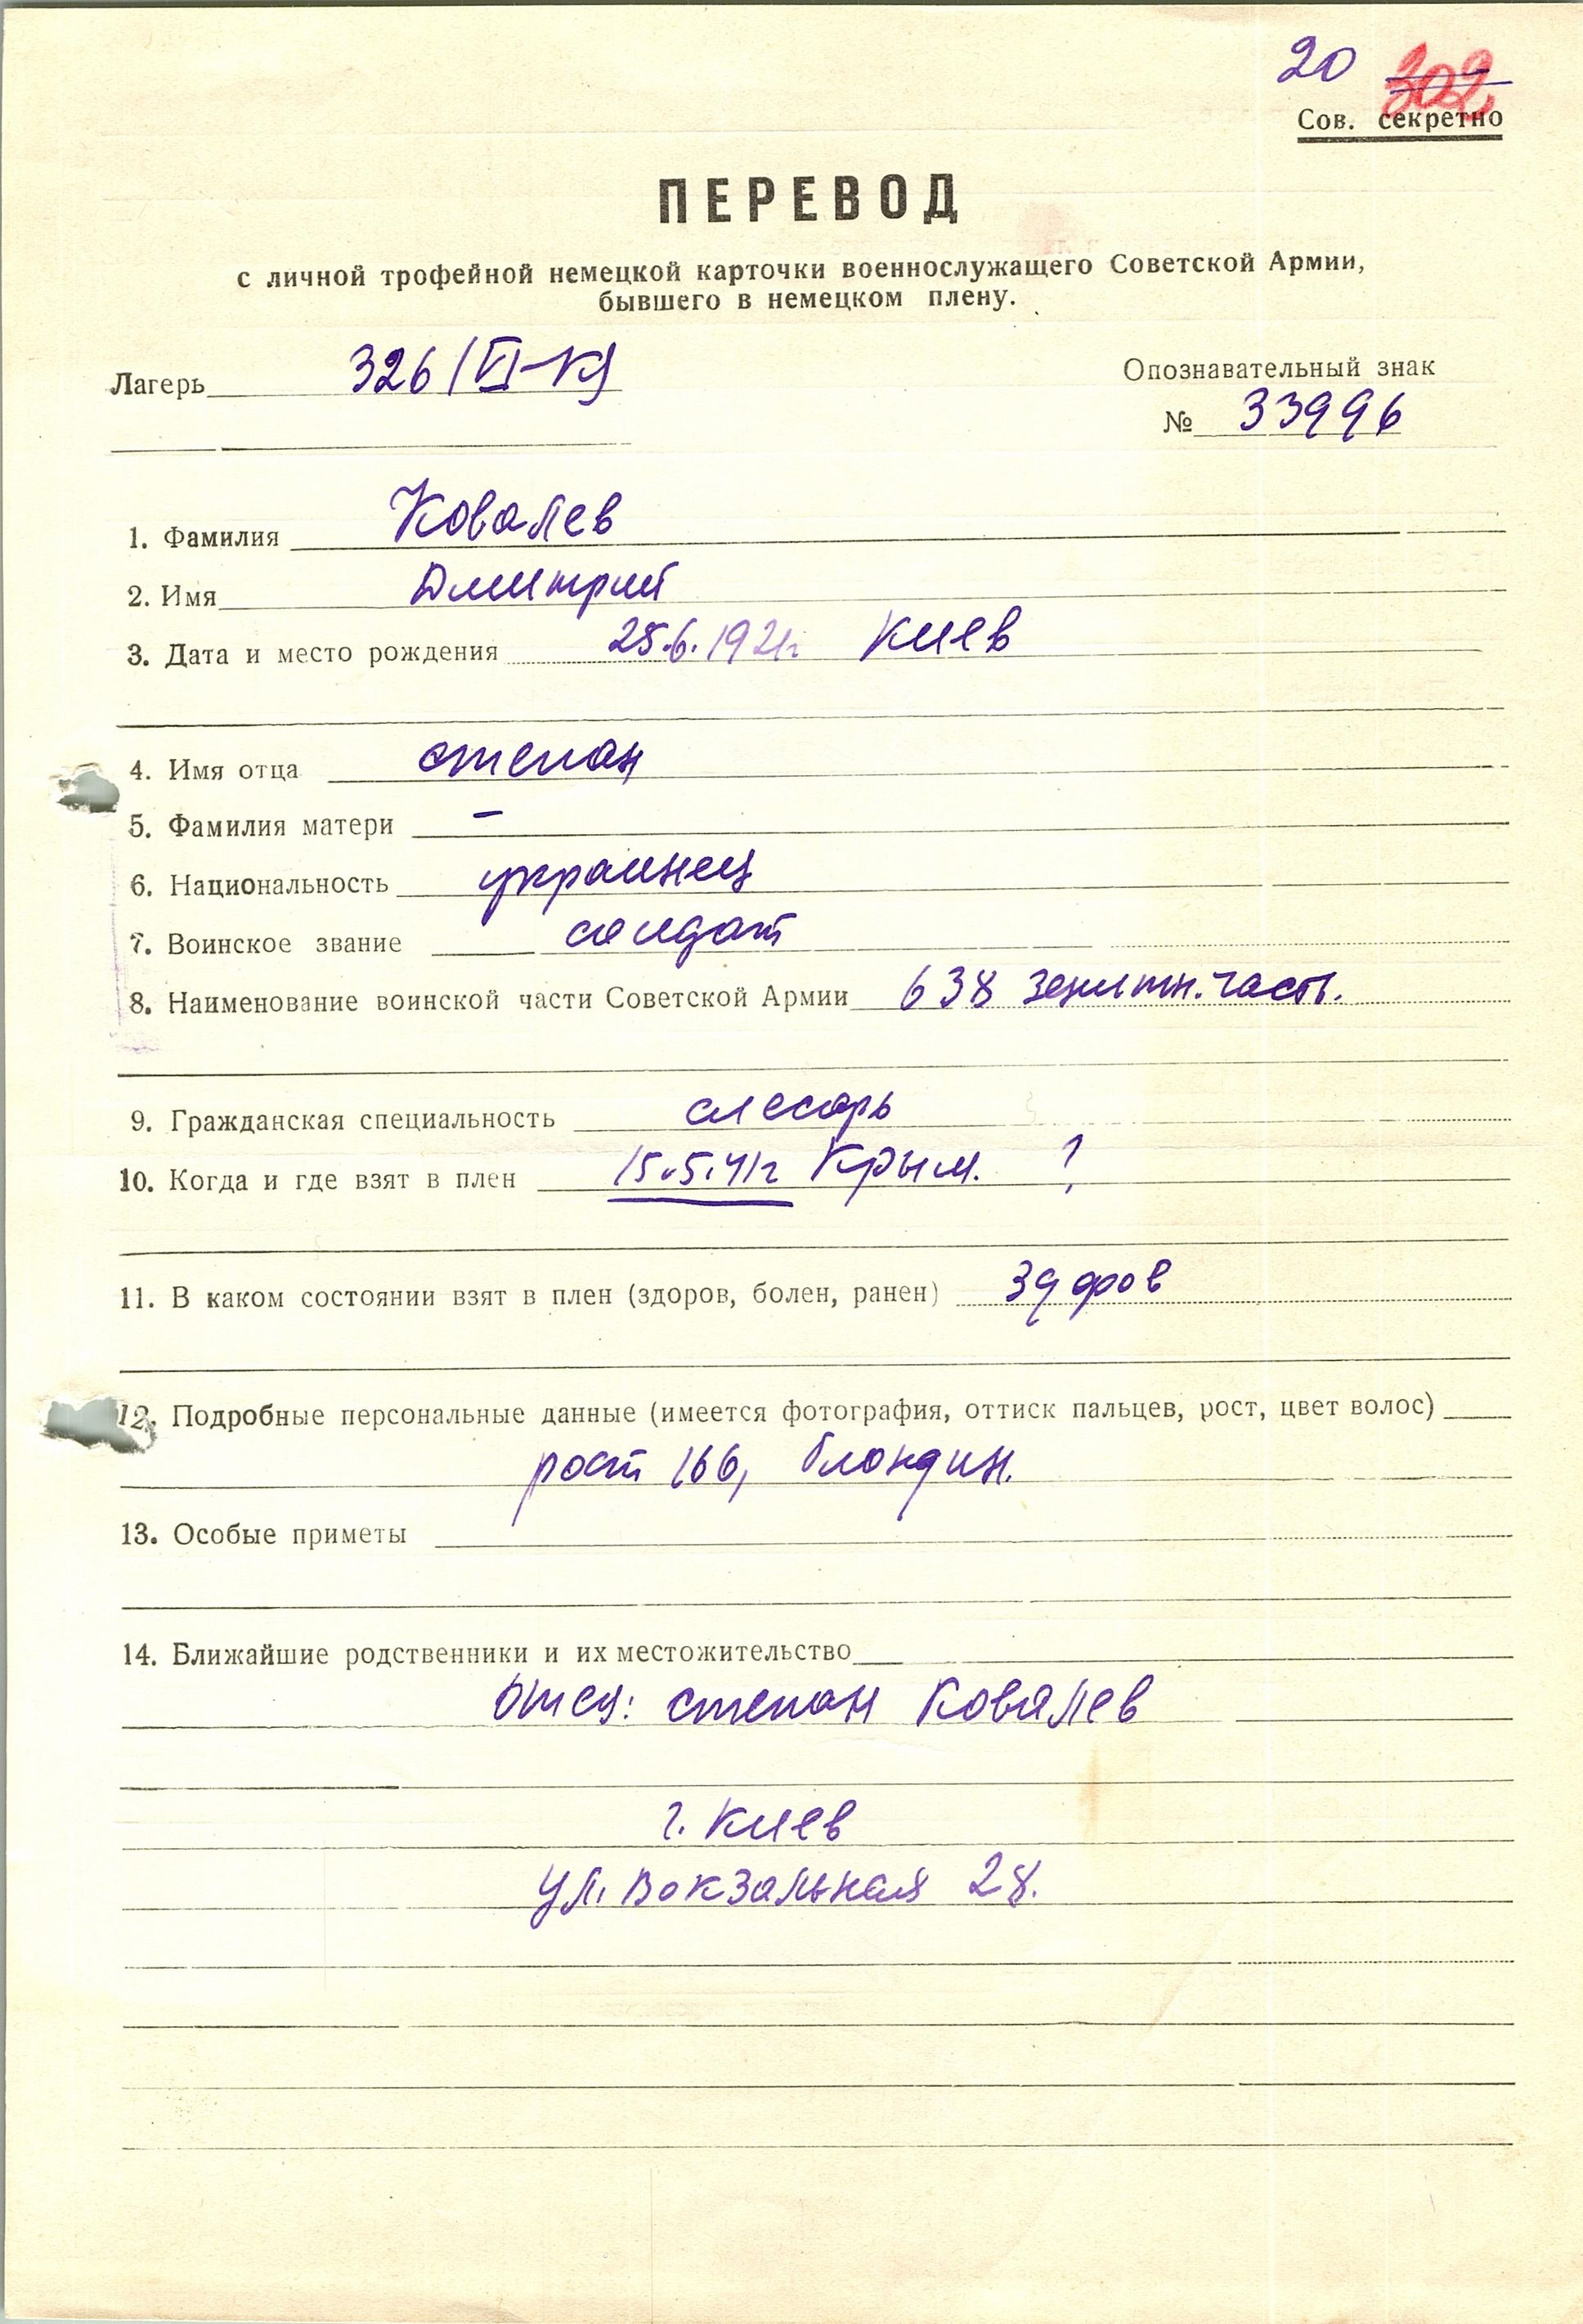 20 302
Сов. секретно
ПЕРЕВОД
с личной трофейной немецкой карточки военнослужащего Советской Армии,
бывшего в немецком плену.
Лагерь 326/VI-К
Опознавательный знак
№ 33996
1. Фамилия Ковалев
2. Имя Дмитрий
3. Дата и место рождения 25.6.1921г Киев
4. Имя отца степан
5. Фамилия матери –
6. Национальность украинец
7. Воинское звание солдат
8. Наименование воинской части Советской Армии 638 зенитн. част.
9. Гражданская специальность слесарь
10. Когда и где взят в плен 15.5.41г Крым. ?
11. В каком состоянии взят в плен (здоров, болен, ранен) здоров
12. Подробные персональные данные (имеется фотография, оттиск пальцев, рост, цвет волос)
рост 166, блондин.
13. Особые приметы
14. Ближайшие родственники и их местожительство
отец: степан Ковалев
г. Киев
ул. Вокзальная 28.